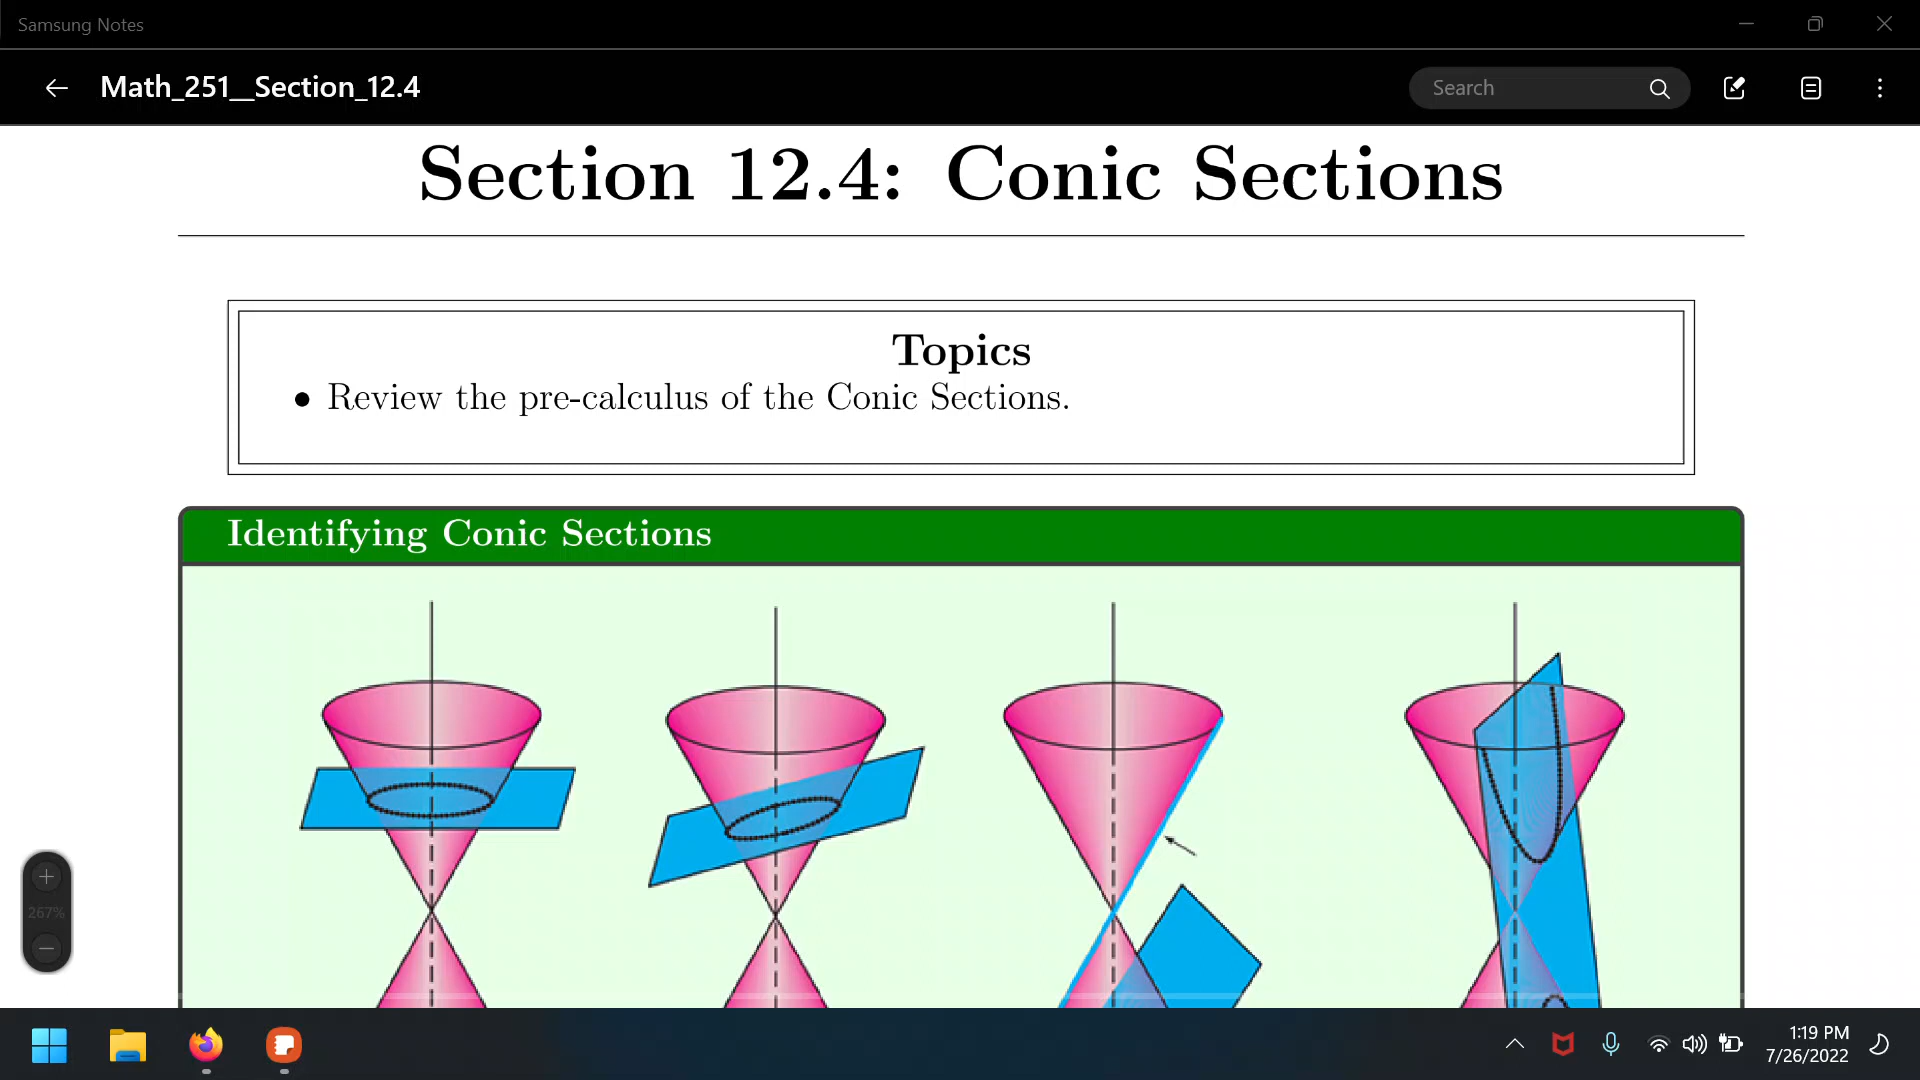 Samsung Notes
Math_251__Section_12.4
Search
Section 12.4: Conic Sections
Topics
• Review the pre-calculus of the Conic Sections.
Identifying Conic Sections
267%
1:19 PM
7/26/2022